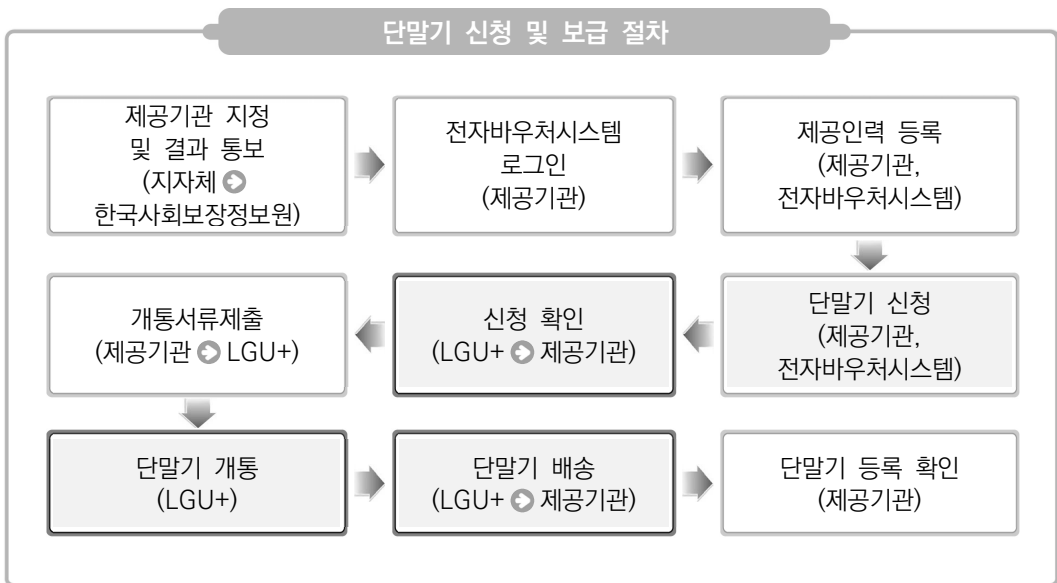 단말기 신청 및 보급 절차
제공기관 지정
및 결과 통보
(지자체 ➲
한국사회보장정보원)
전자바우처시스템
로그인
(제공기관)
제공인력 등록
(제공기관,
전자바우처시스템)
단말기 신청
(제공기관,
전자바우처시스템)
신청 확인
(LGU+ ➲ 제공기관)
개통서류제출
(제공기관 ➲ LGU+)
단말기 개통
(LGU+)
단말기 배송
(LGU+ ➲ 제공기관)
단말기 등록 확인
(제공기관)